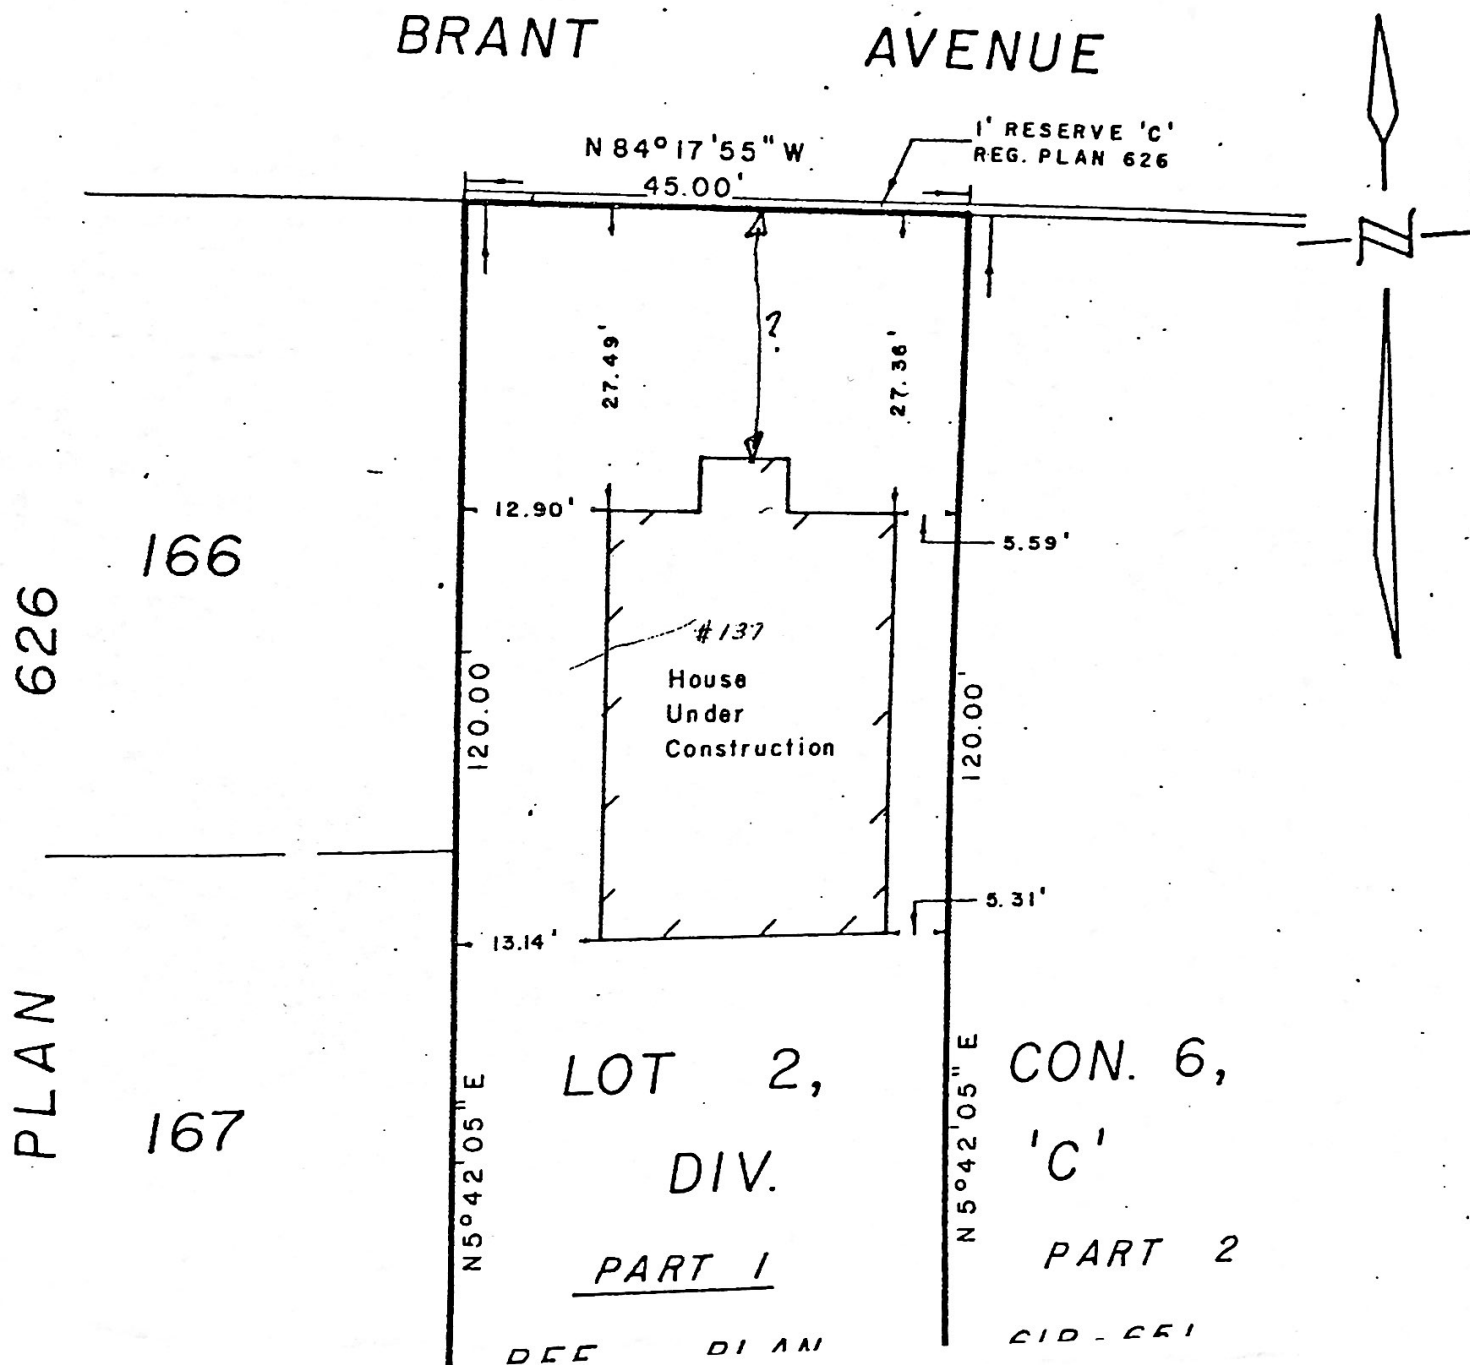 BRANT AVENUE
1' RESERVE 'C'
REG. PLAN 626
N 84° 17' 55" W
45.00'
N
?
27.49'
27.36'
12.90'
5.59'
166
626
#137
House
Under
Construction
120.00'
120.00'
5.31'
13.14'
PLAN
167
LOT 2, CON. 6,
DIV. 'C'
N5° 42' 05" E
N5° 42' 05" E
PART 1
PART 2
PLAN